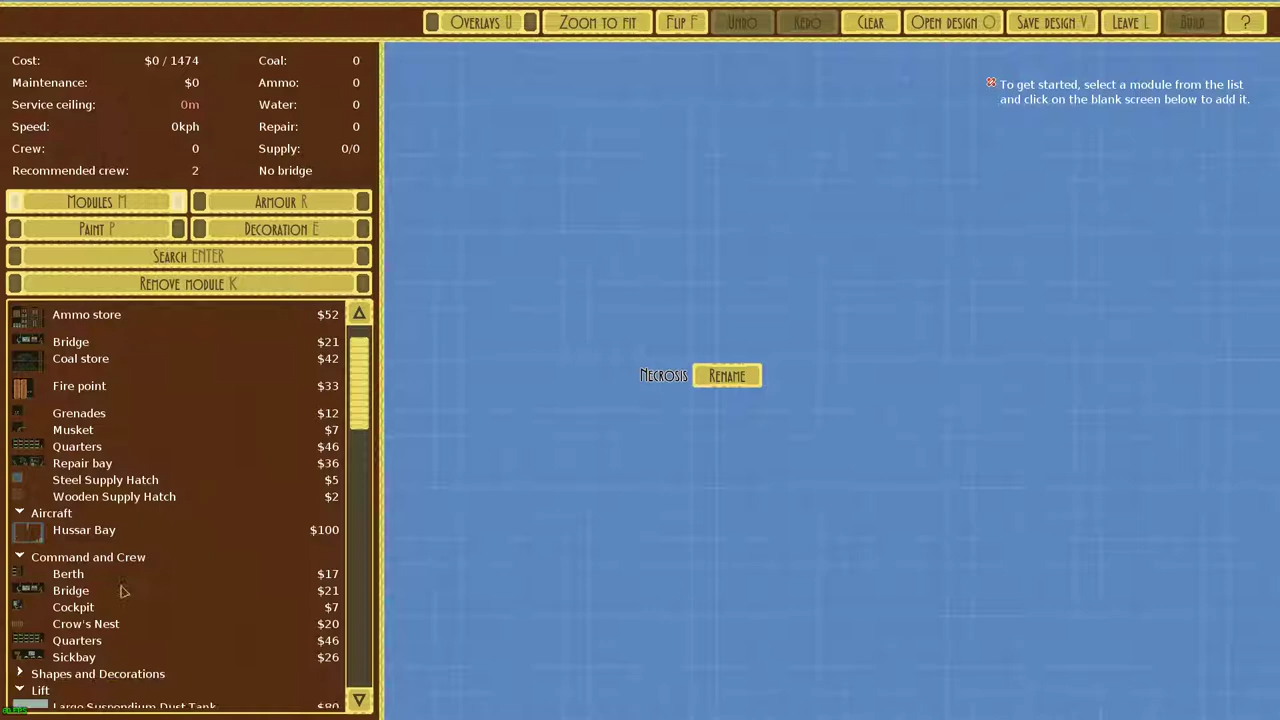 OVERLAYS U
ZOOM TO FIT
FLIP F
UNDO
REDO
CLEAR
OPEN DESIGN O
SAVE DESIGN V
LEAVE L
BUILD
?
Cost: $0 / 1474 Coal: 0
Maintenance: $0 Ammo: 0
Service ceiling: 0m Water: 0
Speed: 0kph Repair: 0
Crew: 0 Supply: 0/0
Recommended crew: 2 No bridge
MODULES M
ARMOUR R
PAINT P
DECORATION E
SEARCH ENTER
REMOVE MODULE K
Ammo store $52
Bridge $21
Coal store $42
Fire point $33
Grenades $12
Musket $7
Quarters $46
Repair bay $36
Steel Supply Hatch $5
Wooden Supply Hatch $2
Aircraft
Hussar Bay $100
Command and Crew
Berth $17
Bridge $21
Cockpit $7
Crow's Nest $20
Quarters $46
Sickbay $26
Shapes and Decorations
Lift
Large Suspendium Dust Tank $80
To get started, select a module from the list
and click on the blank screen below to add it.
NECROSIS
RENAME